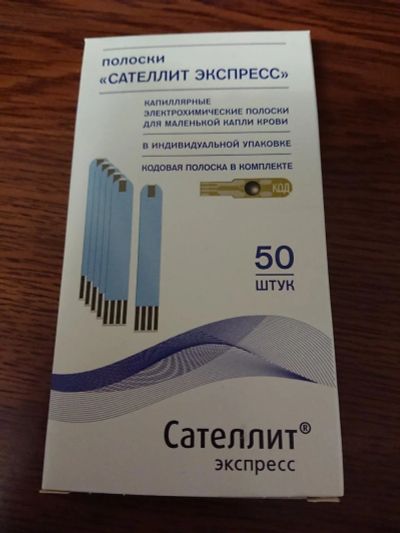 ПОЛОСКИ
«САТЕЛЛИТ ЭКСПРЕСС»
КАПИЛЛЯРНЫЕ
ЭЛЕКТРОХИМИЧЕСКИЕ ПОЛОСКИ
ДЛЯ МАЛЕНЬКОЙ КАПЛИ КРОВИ
В ИНДИВИДУАЛЬНОЙ УПАКОВКЕ
КОДОВАЯ ПОЛОСКА В КОМПЛЕКТЕ
КОД
50
ШТУК
Сателлит®
экспресс